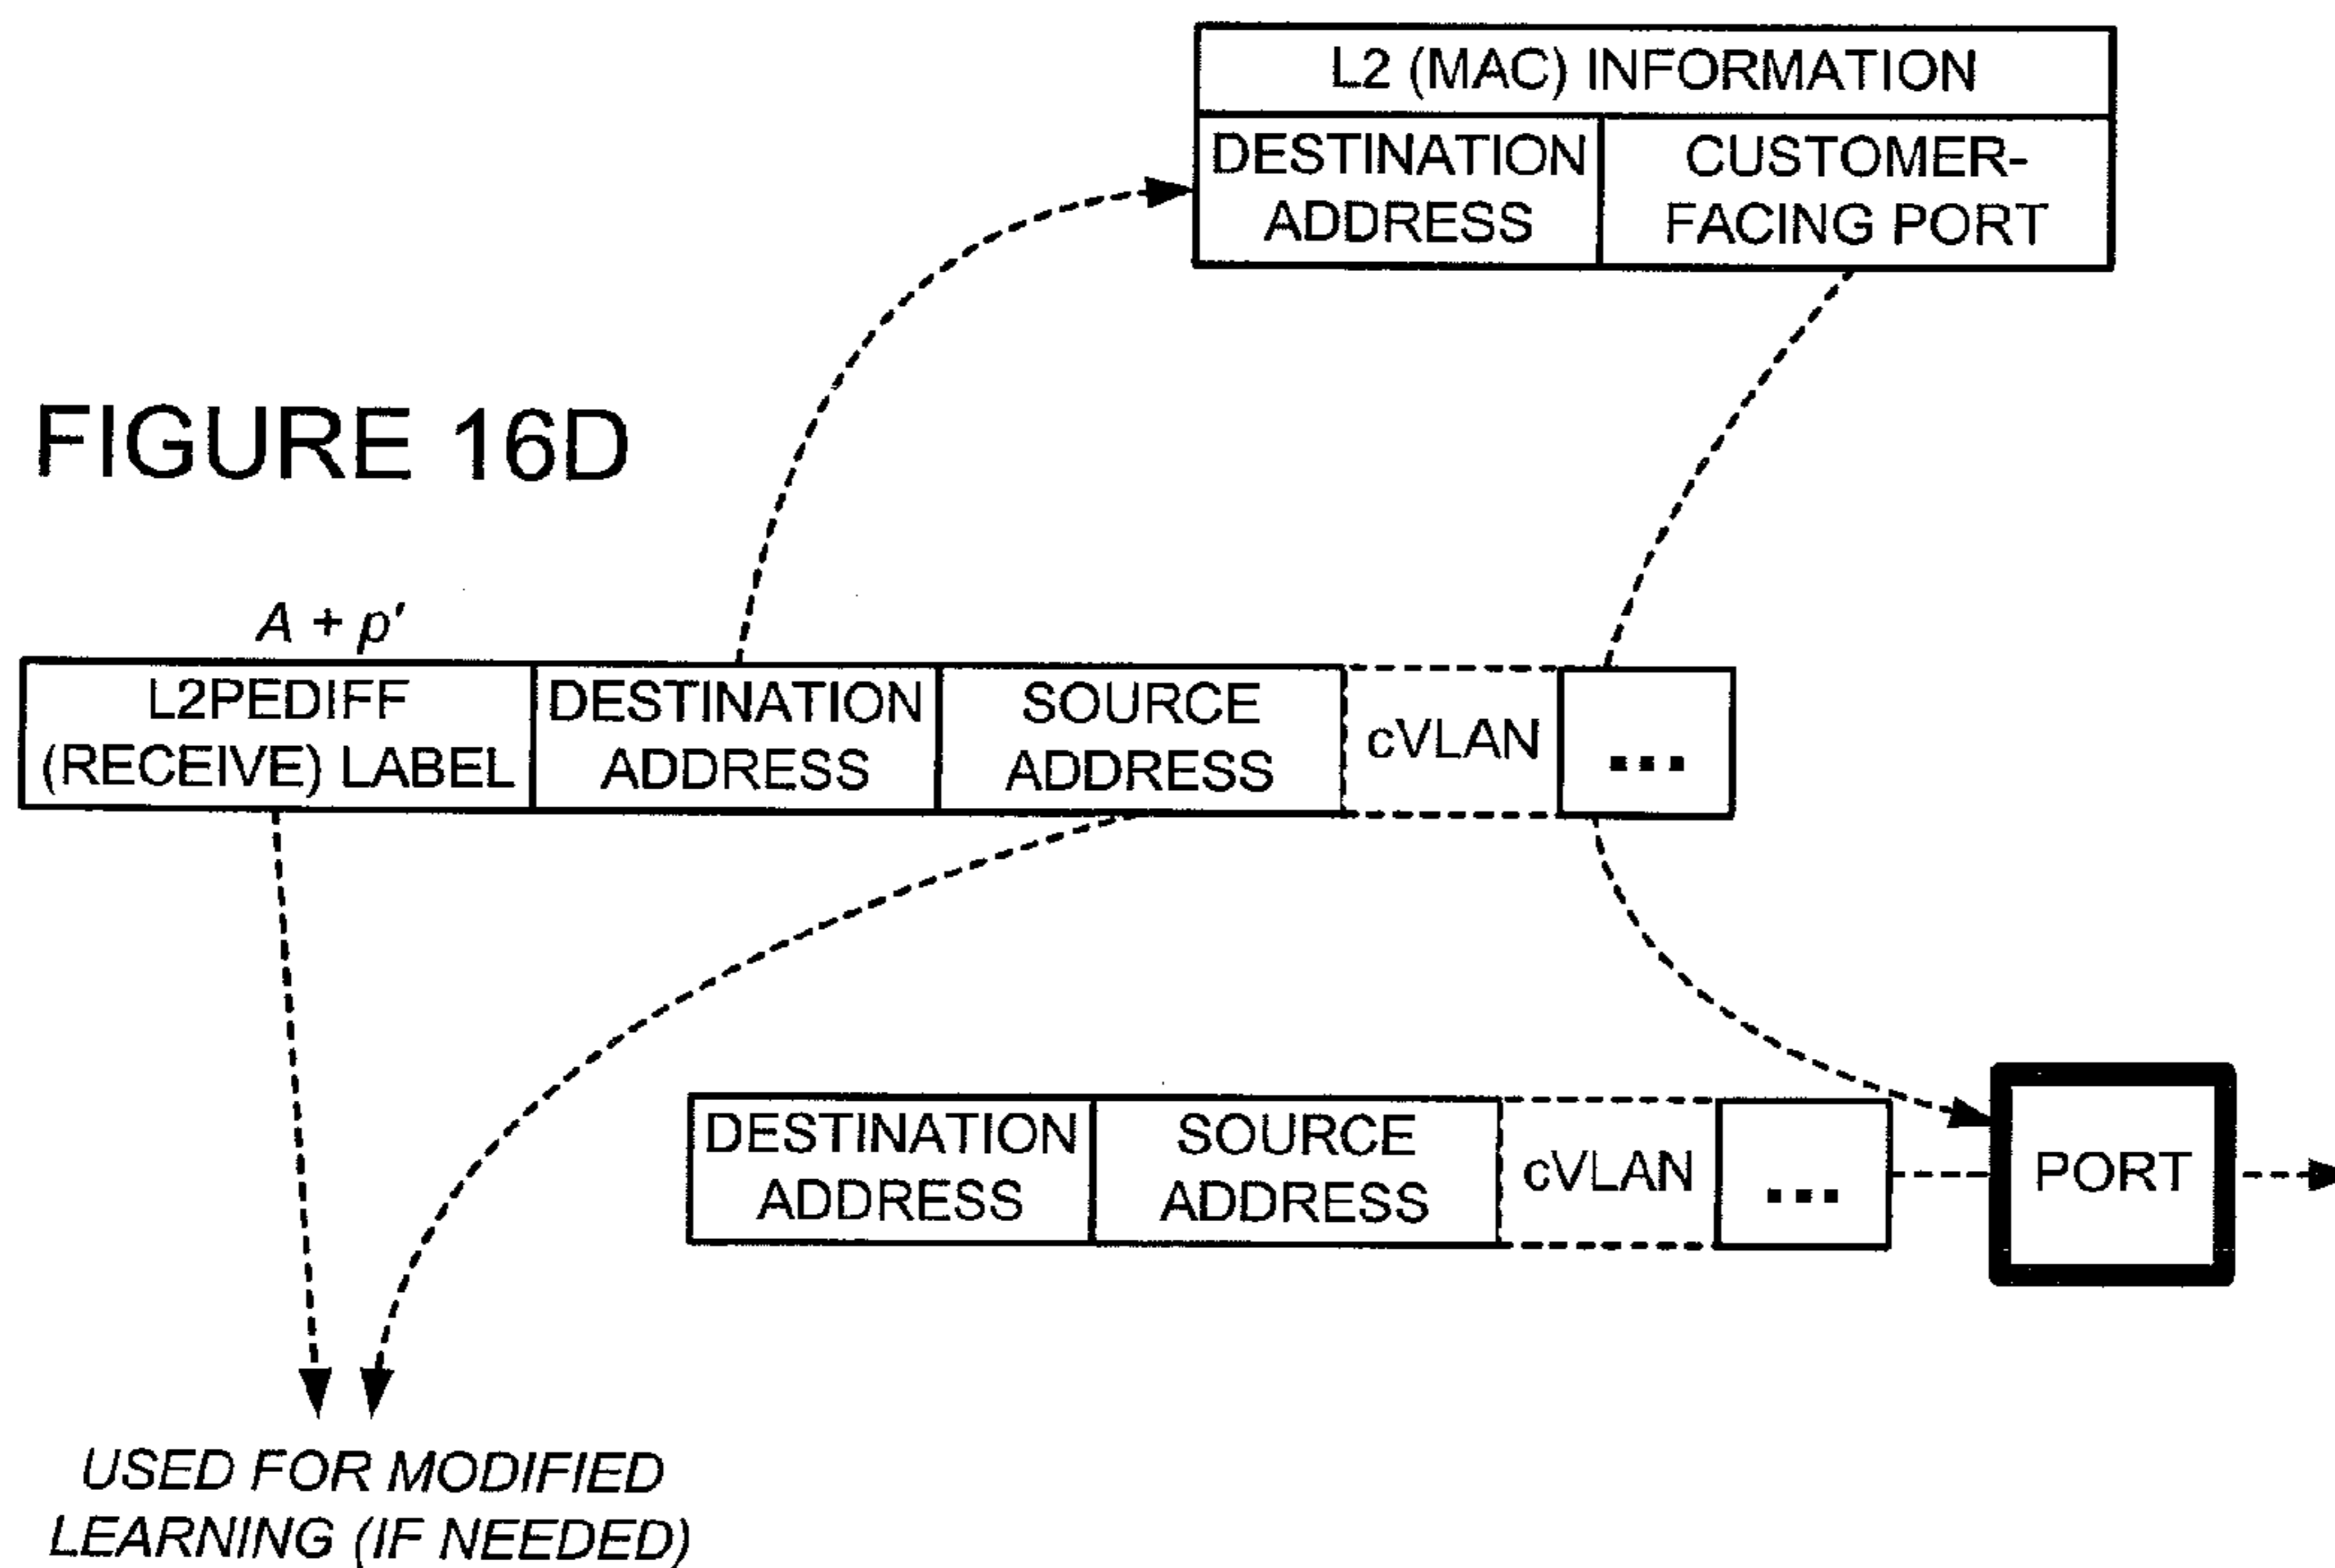 L2 (MAC) INFORMATION
DESTINATION
ADDRESS
CUSTOMER-
FACING PORT
FIGURE 16D
A + p'
L2PEDIFF
(RECEIVE) LABEL
DESTINATION
ADDRESS
SOURCE
ADDRESS
cVLAN
...
DESTINATION
ADDRESS
SOURCE
ADDRESS
cVLAN
...
PORT
USED FOR MODIFIED
LEARNING (IF NEEDED)